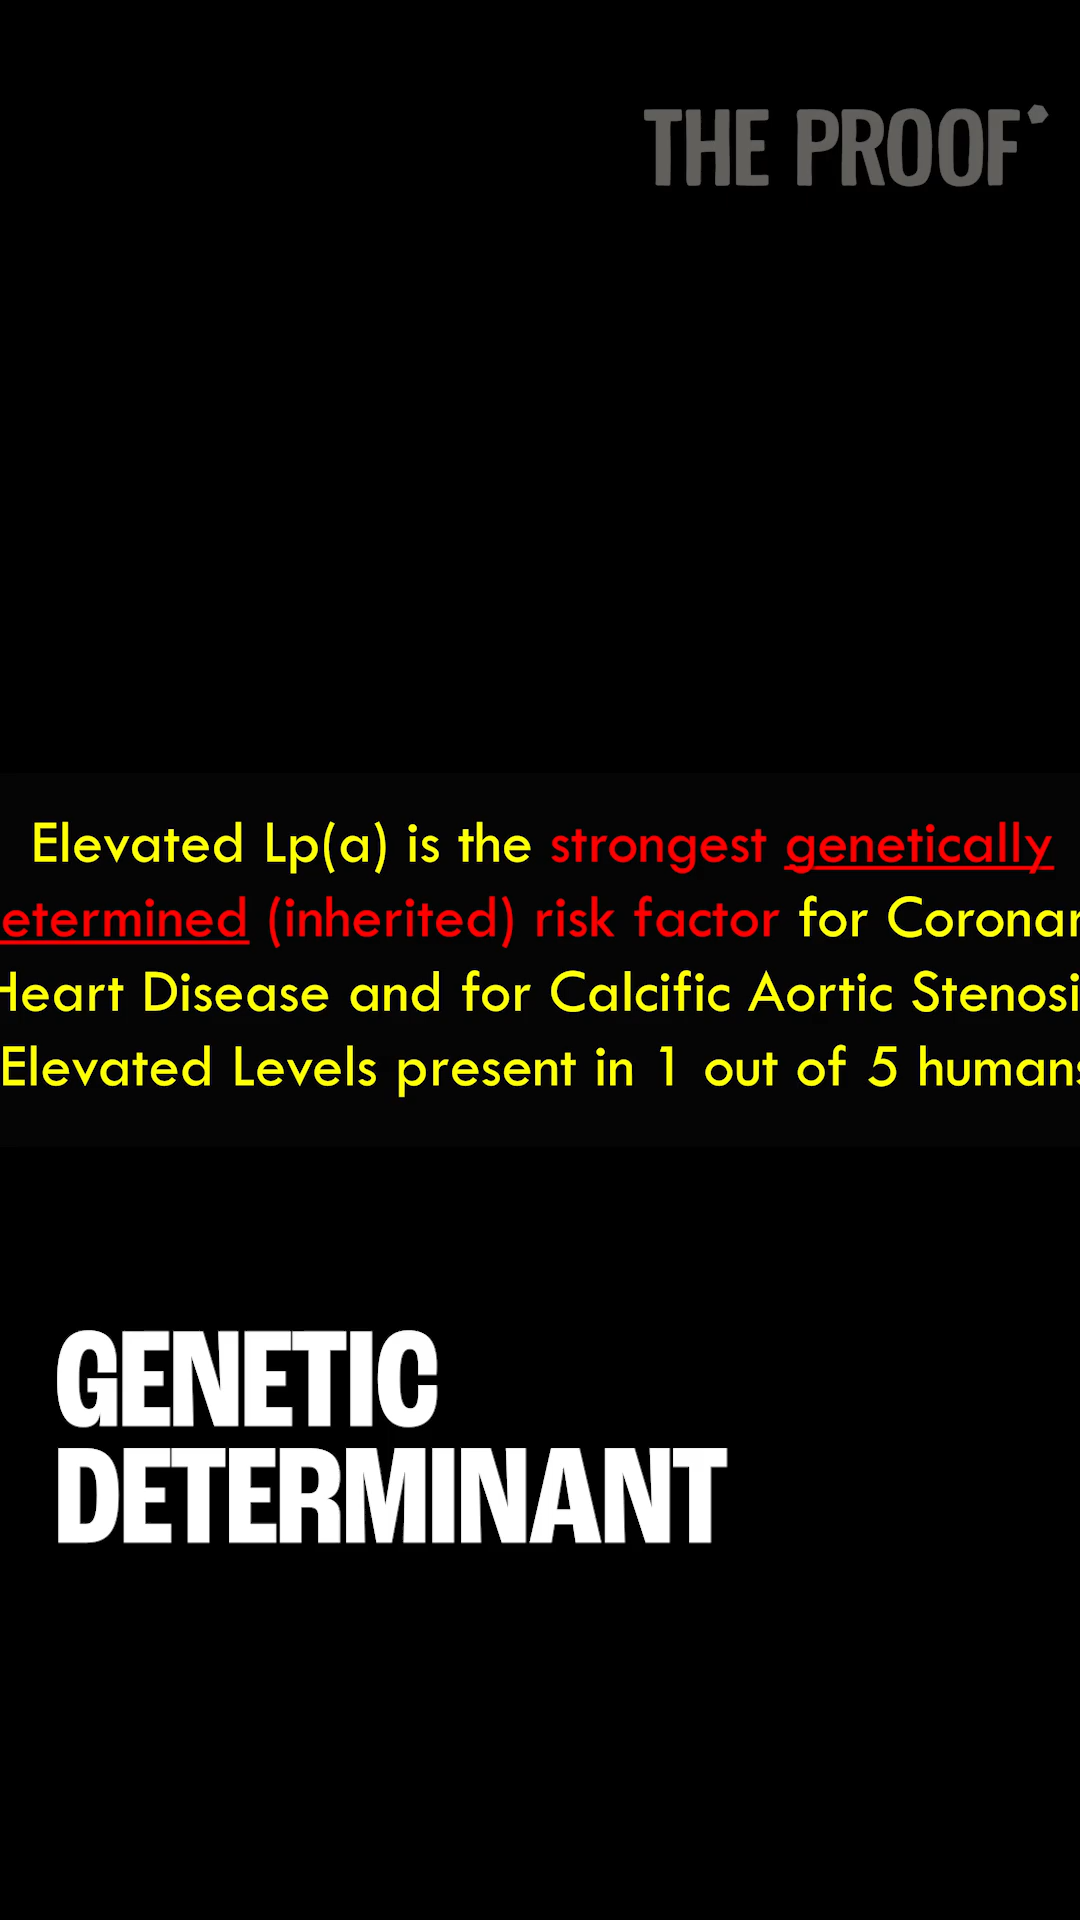 THE PROOF
Elevated Lp(a) is the strongest genetically
etermined (inherited) risk factor for Coronar
Heart Disease and for Calcific Aortic Stenosi
Elevated Levels present in 1 out of 5 humans
GENETIC
DETERMINANT